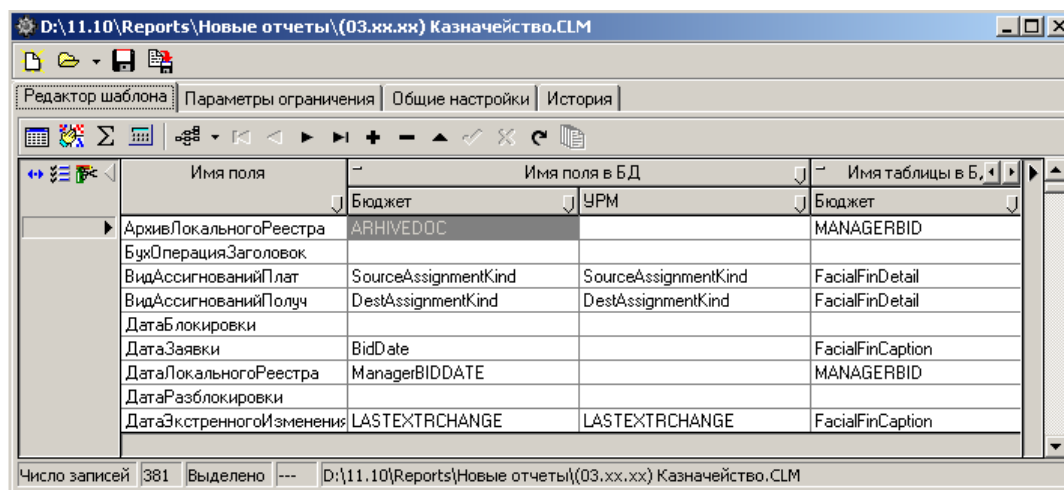 D:\11.10\Reports\Новые отчеты\(03.xx.xx) Казначейство.CLM
Редактор шаблона Параметры ограничения Общие настройки История
Имя поля Имя поля в БД Имя таблицы в Б
Бюджет УРМ Бюджет
АрхивЛокальногоРеестра ARHIVEDOC MANAGERBID
БухОперацияЗаголовок
ВидАссигнованийПлат SourceAssignmentKind SourceAssignmentKind FacialFinDetail
ВидАссигнованийПолуч DestAssignmentKind DestAssignmentKind FacialFinDetail
ДатаБлокировки
ДатаЗаявки BidDate FacialFinCaption
ДатаЛокальногоРеестра ManagerBIDDATE MANAGERBID
ДатаРазблокировки
ДатаЭкстренногоИзменения LASTEXTRCHANGE LASTEXTRCHANGE FacialFinCaption
Число записей 381 Выделено --- D:\11.10\Reports\Новые отчеты\(03.xx.xx) Казначейство.CLM